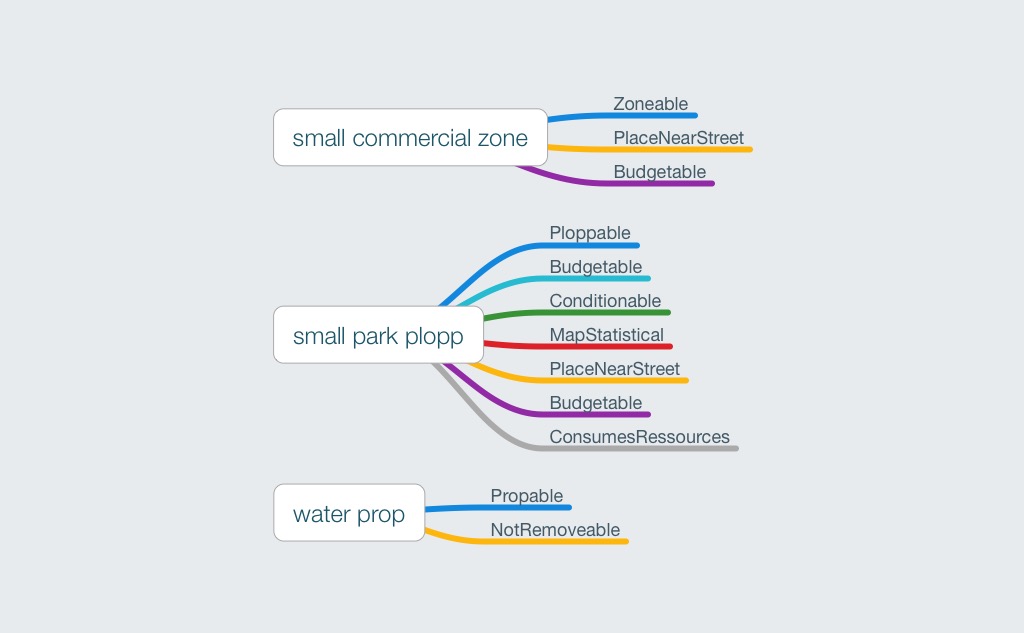 small commercial zone
Zoneable
PlaceNearStreet
Budgetable
small park plopp
Ploppable
Budgetable
Conditionable
MapStatistical
PlaceNearStreet
Budgetable
ConsumesRessources
water prop
Propable
NotRemoveable